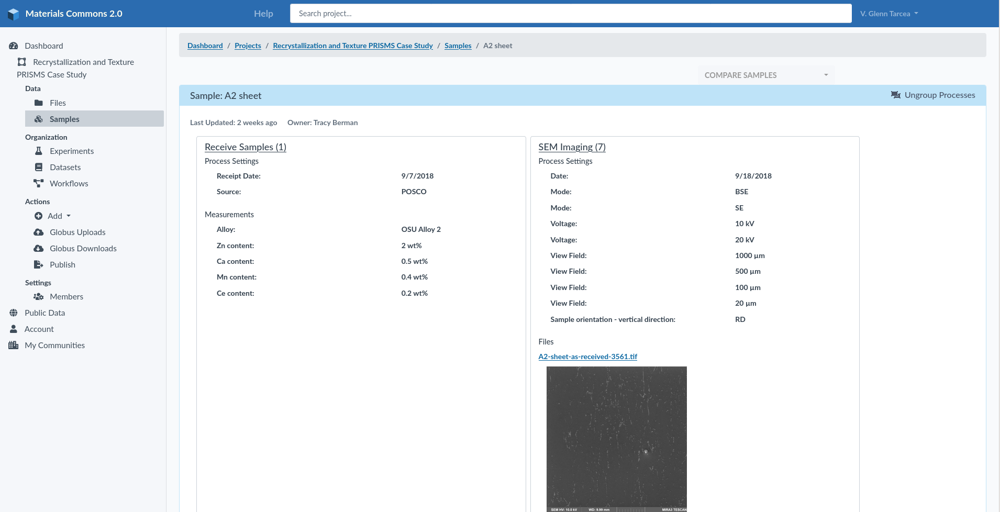 Materials Commons 2.0
Help
Search project...
V. Glenn Tarcea
Dashboard
Recrystallization and Texture
PRISMS Case Study
Data
Files
Samples
Organization
Experiments
Datasets
Workflows
Actions
Add
Globus Uploads
Globus Downloads
Publish
Settings
Members
Public Data
Account
My Communities
Dashboard / Projects / Recrystallization and Texture PRISMS Case Study / Samples / A2 sheet
COMPARE SAMPLES
Sample: A2 sheet
Ungroup Processes
Last Updated: 2 weeks ago Owner: Tracy Berman
Receive Samples (1)
Process Settings
Receipt Date: 9/7/2018
Source: POSCO
Measurements
Alloy: OSU Alloy 2
Zn content: 2 wt%
Ca content: 0.5 wt%
Mn content: 0.4 wt%
Ce content: 0.2 wt%
SEM Imaging (7)
Process Settings
Date: 9/18/2018
Mode: BSE
Mode: SE
Voltage: 10 kV
Voltage: 20 kV
View Field: 1000 µm
View Field: 500 µm
View Field: 100 µm
View Field: 20 µm
Sample orientation - vertical direction: RD
Files
A2-sheet-as-received-3561.tif
SEM HV: 10.0 kV WD: 9.99 mm MIRA3 TESCAN